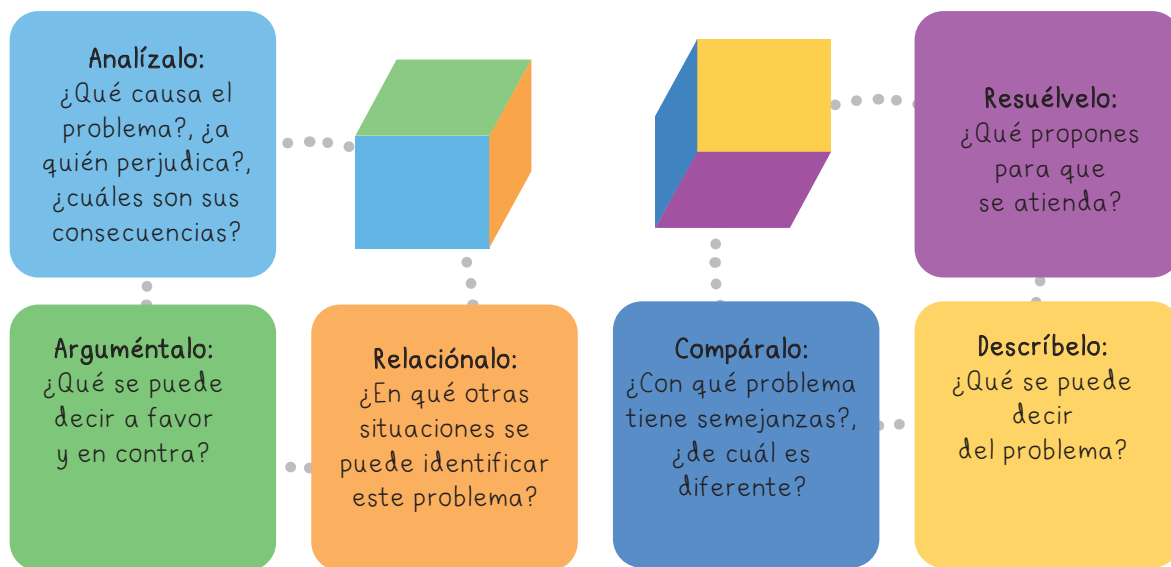 Analízalo:
¿Qué causa el
problema?, ¿a
quién perjudica?,
¿cuáles son sus
consecuencias?
Resuélvelo:
¿Qué propones
para que
se atienda?
Arguméntalo:
¿Qué se puede
decir a favor
y en contra?
Relaciónalo:
¿En qué otras
situaciones se
puede identificar
este problema?
Compáralo:
¿Con qué problema
tiene semejanzas?,
¿de cuál es
diferente?
Descríbelo:
¿Qué se puede
decir
del problema?